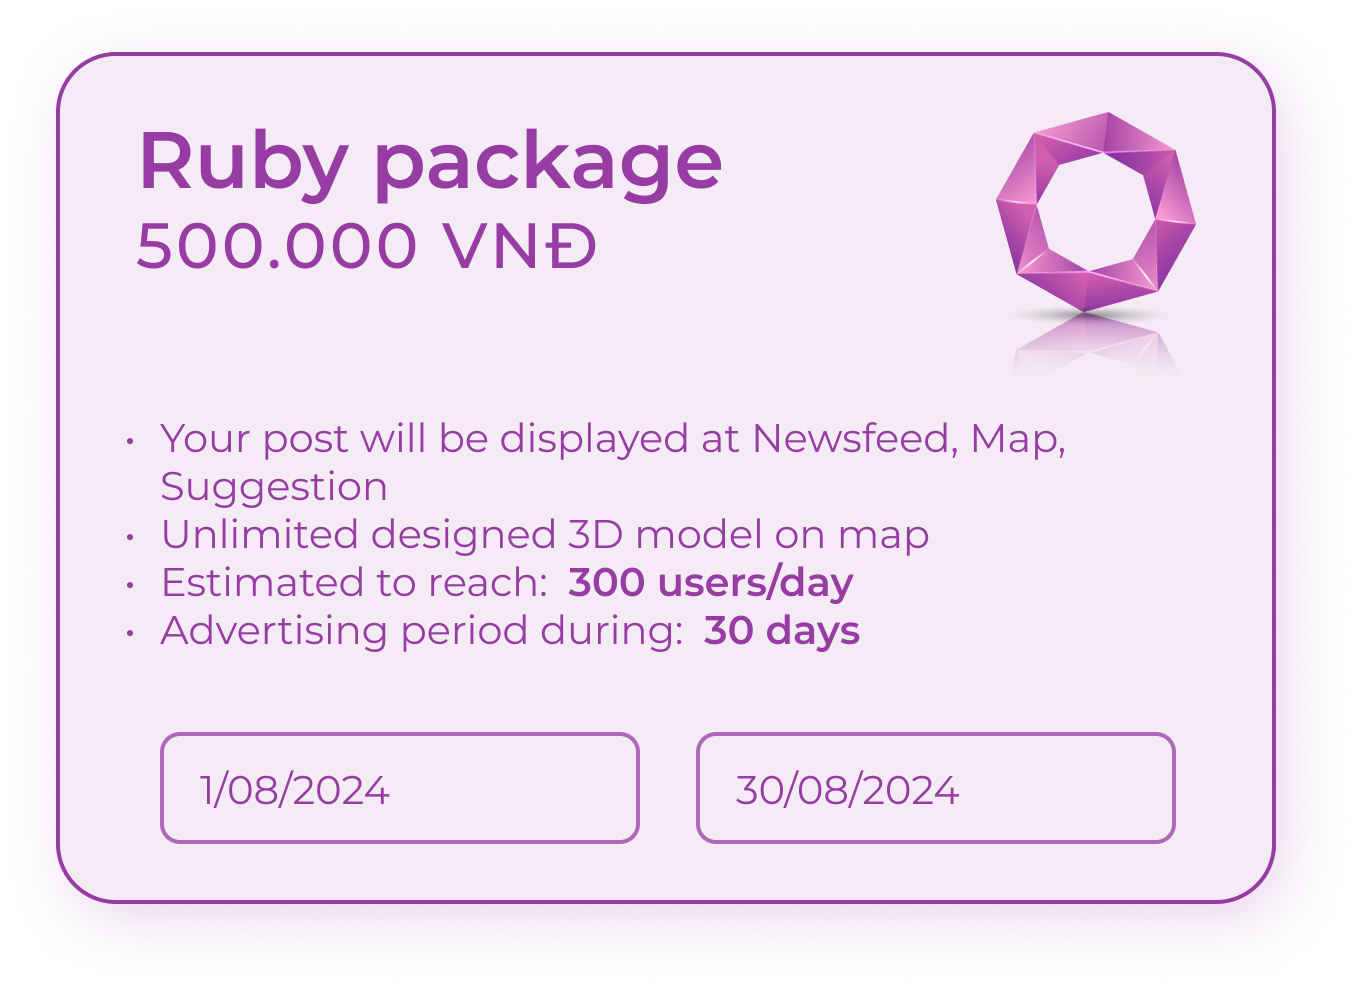 Ruby package
500.000 VNĐ
• Your post will be displayed at Newsfeed, Map,
Suggestion
• Unlimited designed 3D model on map
• Estimated to reach: 300 users/day
• Advertising period during: 30 days
1/08/2024
30/08/2024